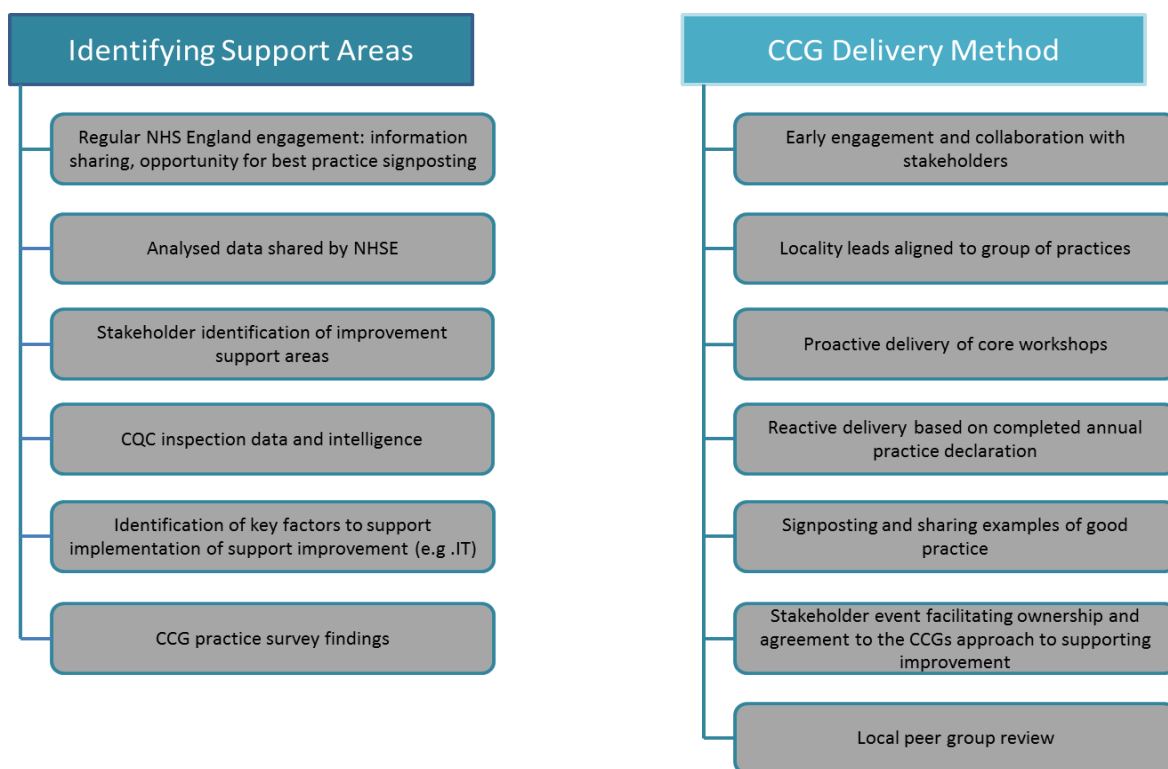 Identifying Support Areas
Regular NHS England engagement: information
sharing, opportunity for best practice signposting
Analysed data shared by NHSE
Stakeholder identification of improvement
support areas
CQC inspection data and intelligence
Identification of key factors to support
implementation of support improvement (e.g .IT)
CCG practice survey findings
CCG Delivery Method
Early engagement and collaboration with
stakeholders
Locality leads aligned to group of practices
Proactive delivery of core workshops
Reactive delivery based on completed annual
practice declaration
Signposting and sharing examples of good
practice
Stakeholder event facilitating ownership and
agreement to the CCGs approach to supporting
improvement
Local peer group review